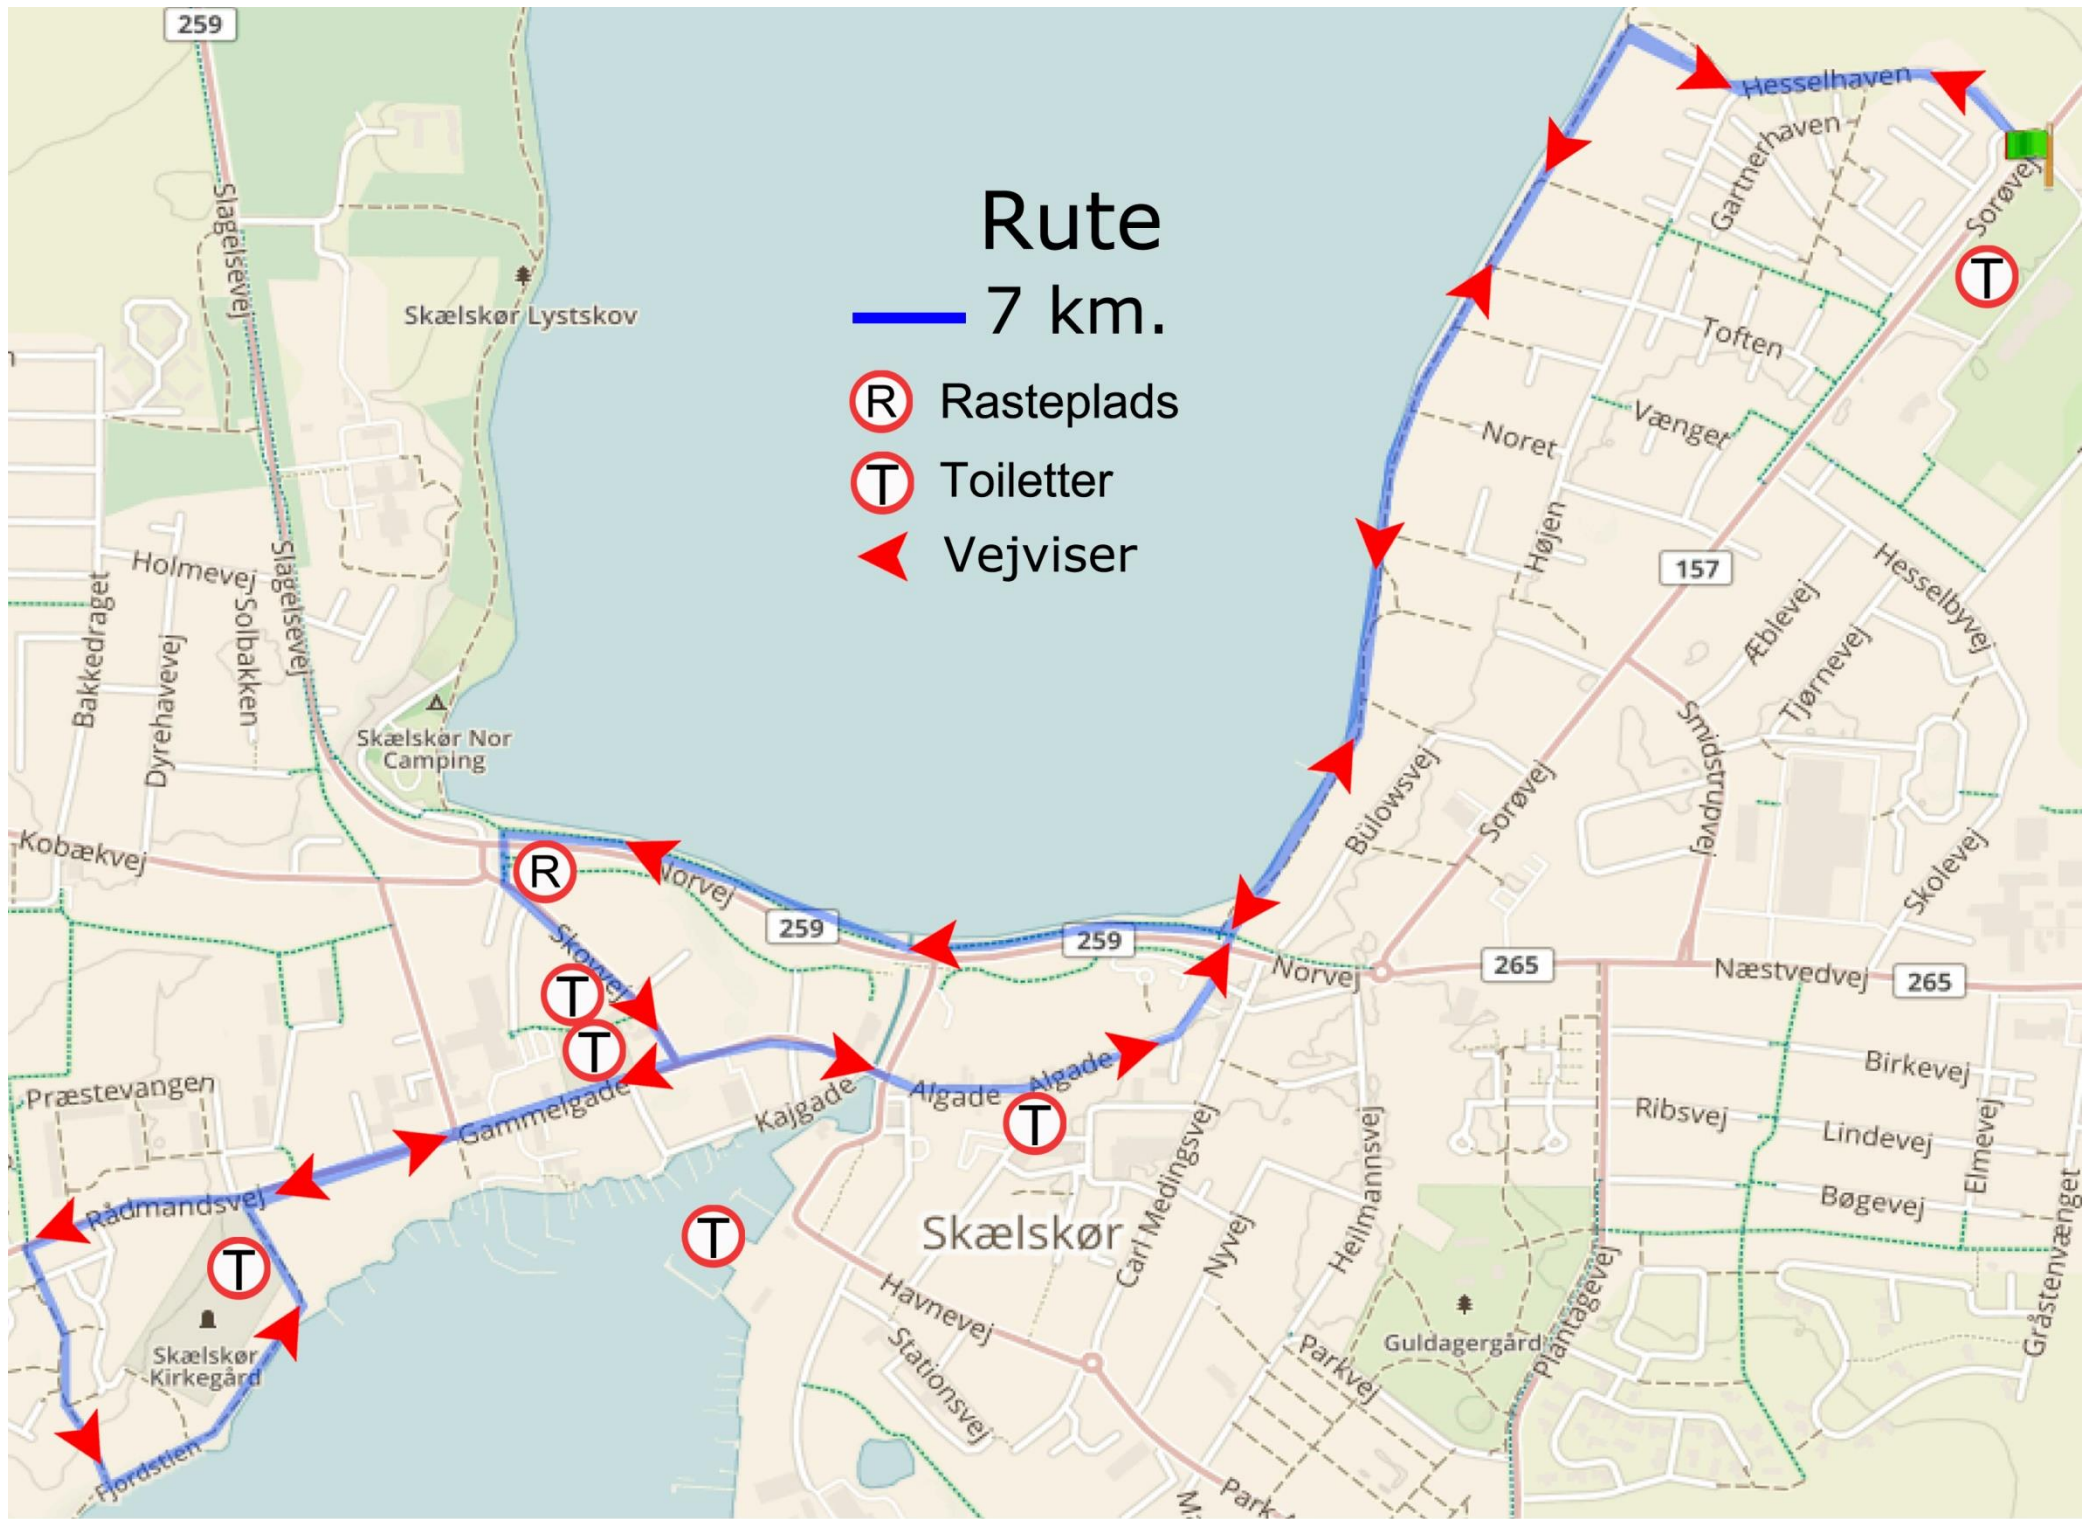 259
Hesselhaven
Gartnerhaven
Sorøvej
T
Rute
7 km.
R Rasteplads
T Toiletter
Vejviser
Slagelsevej
Skælskør Lystskov
Toften
Vænget
Noret
Højen
157
Hesselbyvej
Æblevej
Tjørnevej
Holmevej
Slagelsevej
Solbakken
Bakkedraget
Dyrehavevej
Skælskør Nor
Camping
Smidstrupvej
Bülowsvej
Sorøvej
Skolevej
Kobækvej
R
Norvej
259
259
Norvej
265
Næstvedvej
265
Skovvej
T
T
Præstevangen
Gammelgade
Kajgade
Algade
Algade
T
Birkevej
Ribsvej
Lindevej
Elmevej
Bøgevej
Gråstenvænget
Rådmandsvej
T
T
Skælskør
Carl Medingsvej
Nyvej
Heilmannsvej
Plantagevej
Havnevej
Stationsvej
Skælskør
Kirkegård
Guldagergård
Parkvej
Fjordstien
Park